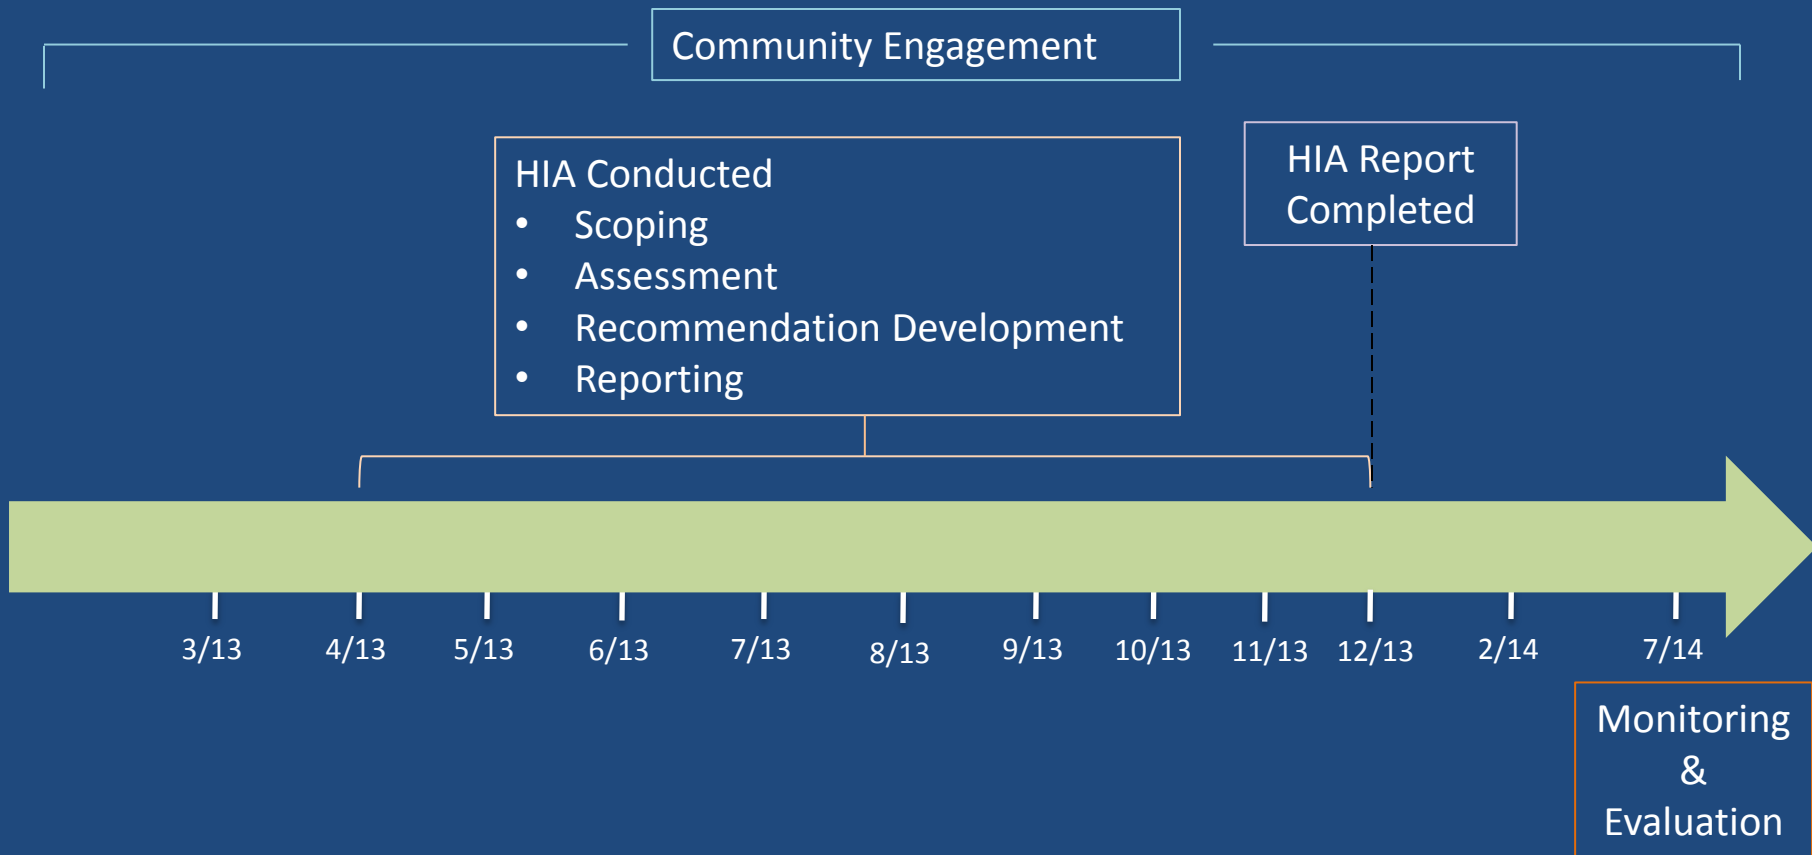 Community Engagement
HIA Conducted
• Scoping
• Assessment
• Recommendation Development
• Reporting
HIA Report
Completed
3/13 4/13 5/13 6/13 7/13 8/13 9/13 10/13 11/13 12/13 2/14 7/14
Monitoring
&
Evaluation